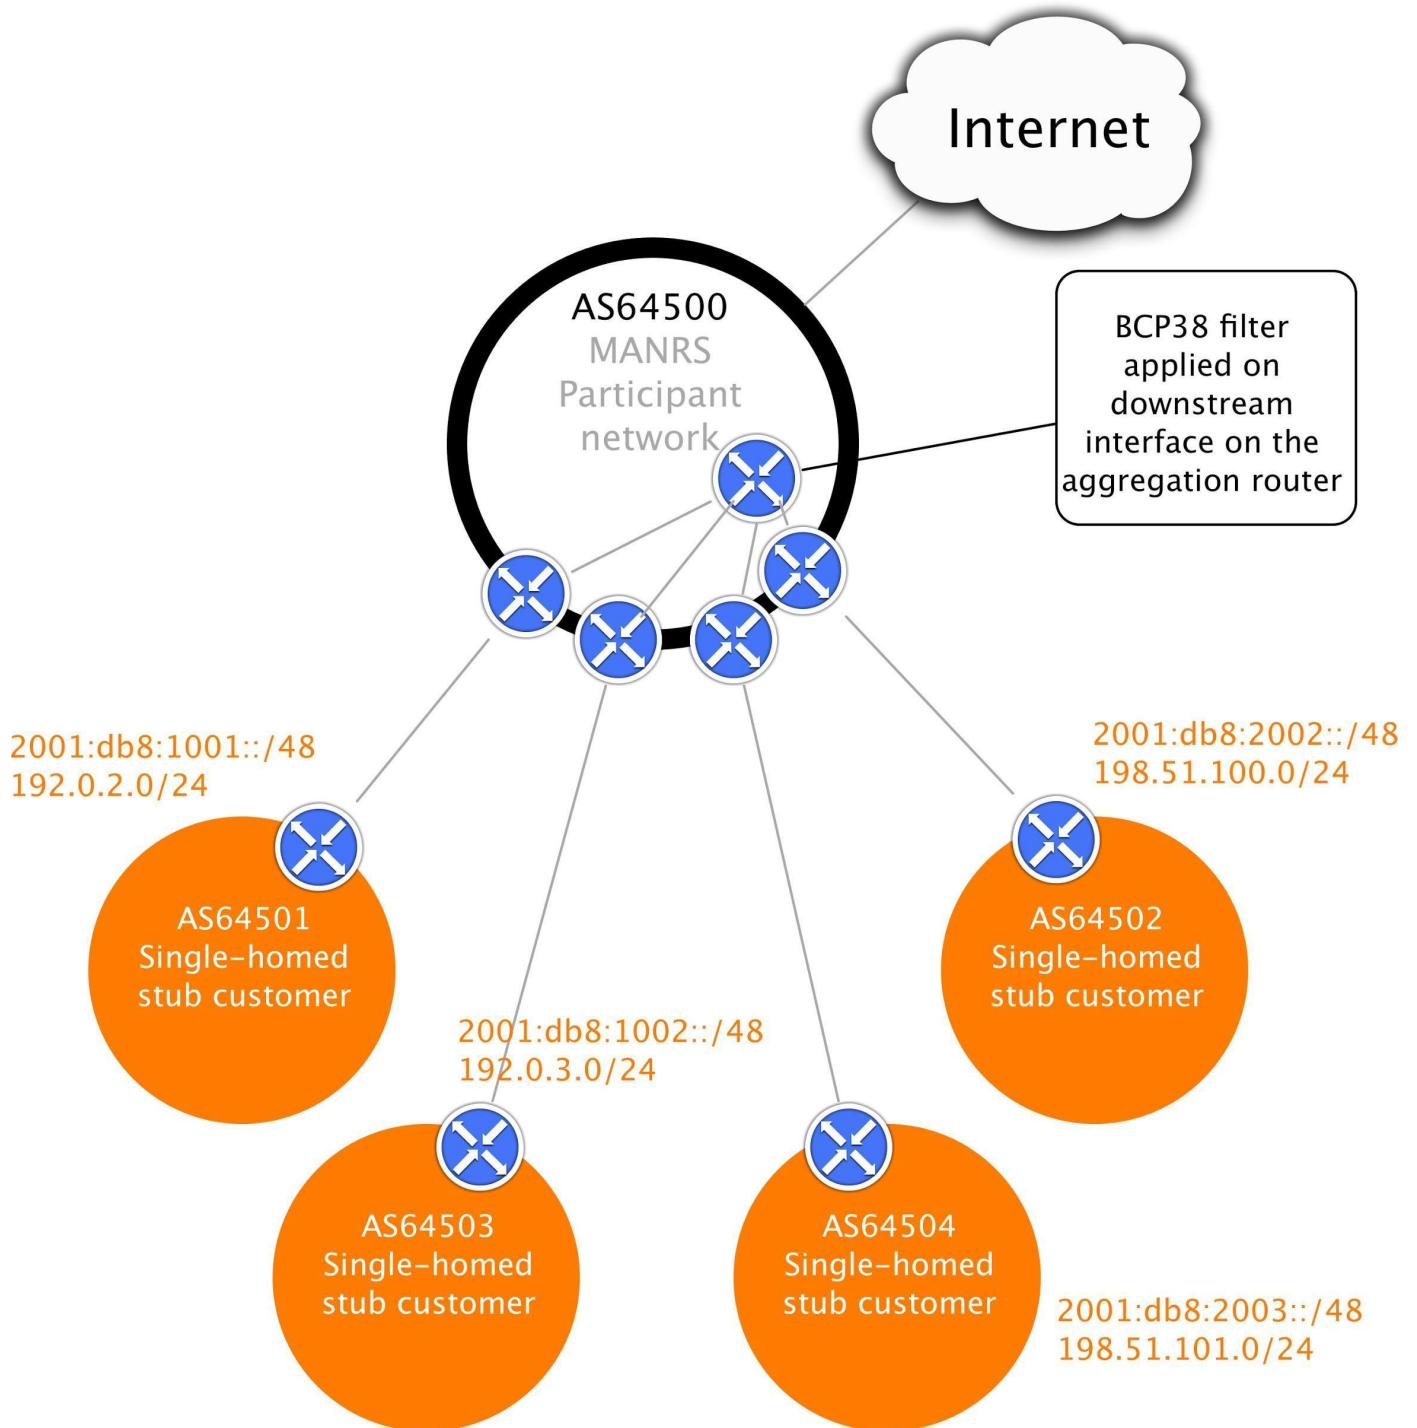 Internet
AS64500
MANRS
Participant
network
BCP38 filter
applied on
downstream
interface on the
aggregation router
2001:db8:1001::/48
192.0.2.0/24
2001:db8:2002::/48
198.51.100.0/24
AS64501
Single-homed
stub customer
AS64502
Single-homed
stub customer
2001:db8:1002::/48
192.0.3.0/24
AS64503
Single-homed
stub customer
AS64504
Single-homed
stub customer
2001:db8:2003::/48
198.51.101.0/24